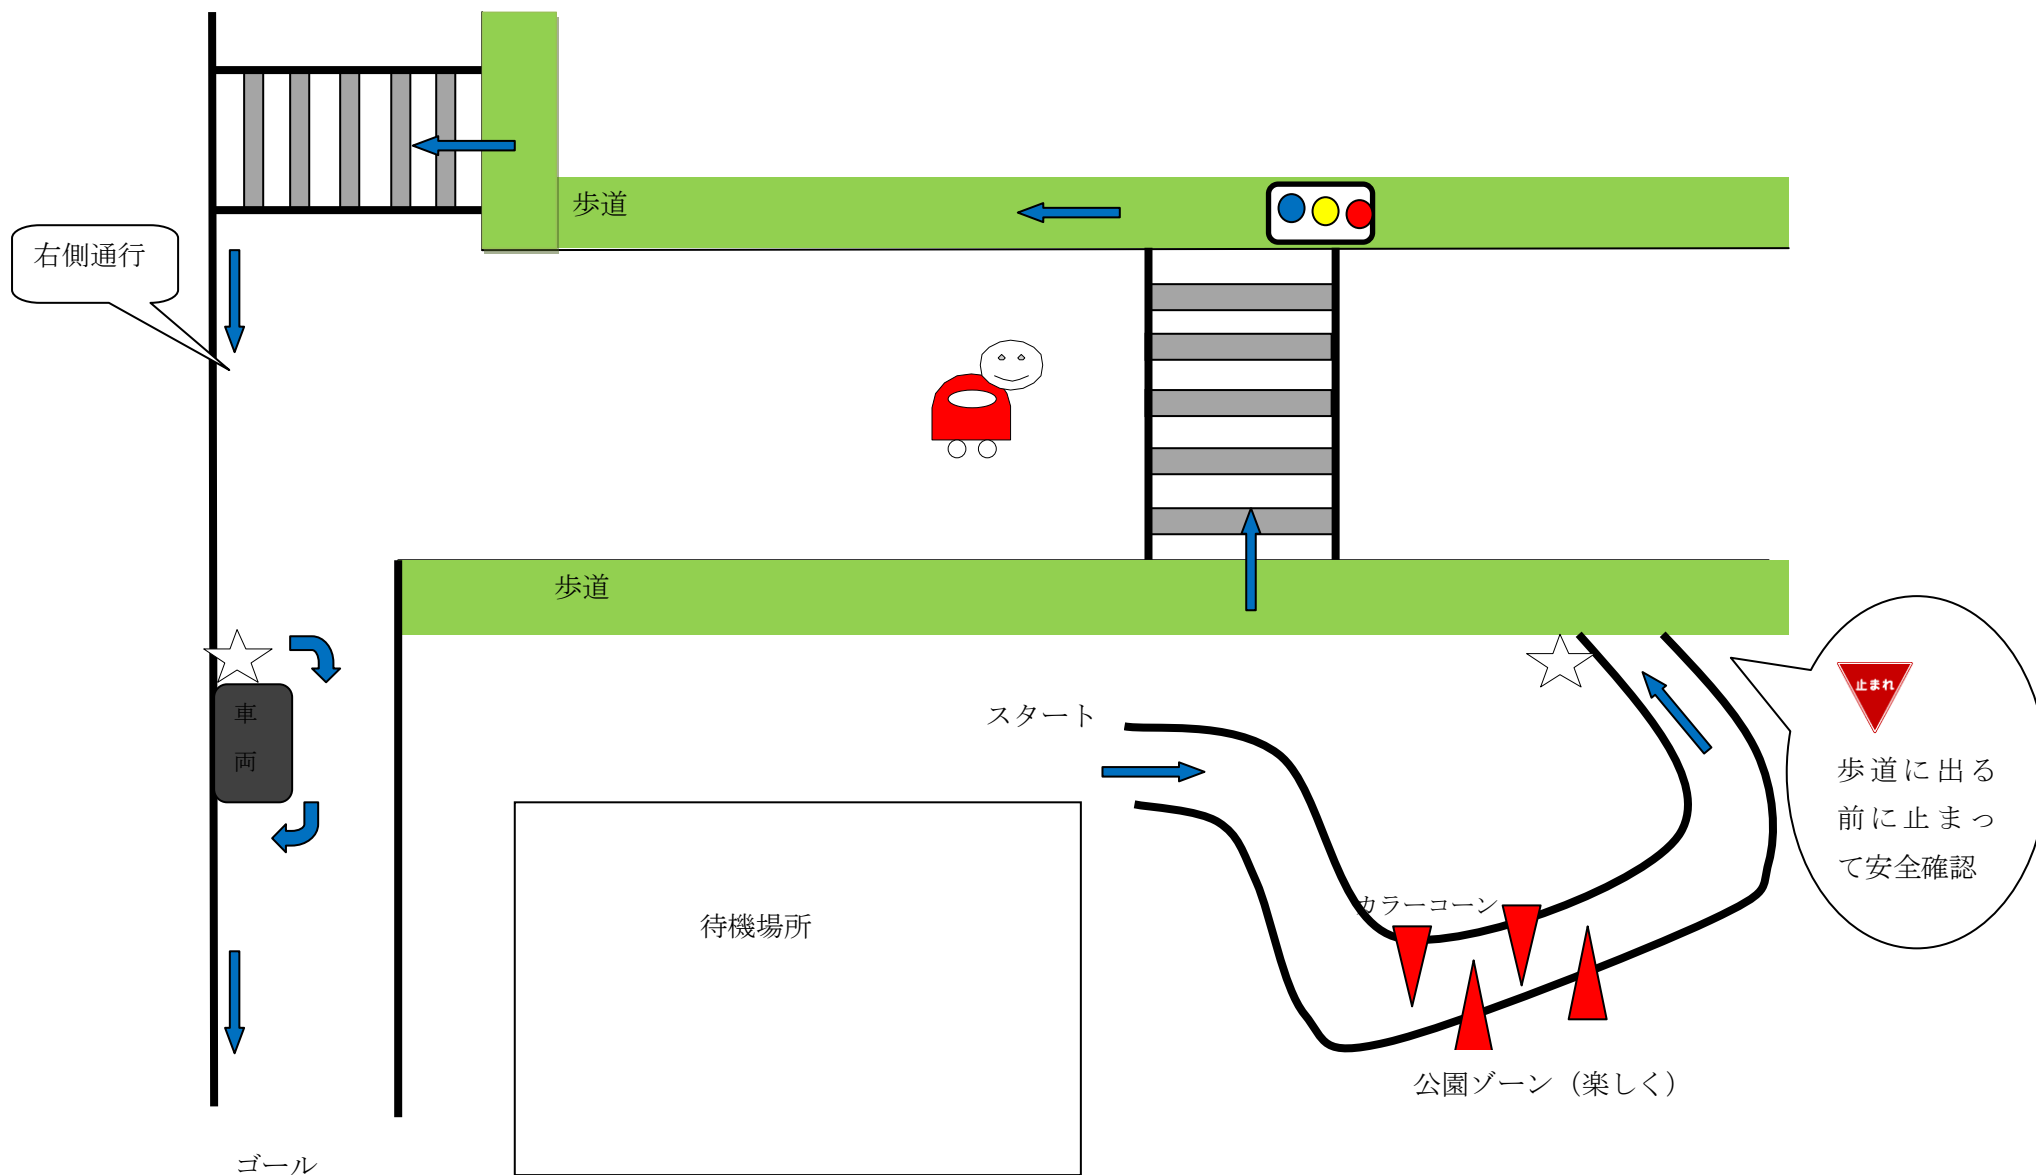 歩道
右側通行
歩道
車
両
スタート
止まれ
歩道に出る
前に止まっ
て安全確認
カラーコーン
待機場所
公園ゾーン（楽しく）
ゴール